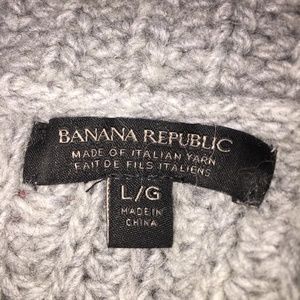 BANANA REPUBLIC
MADE OF ITALIAN YARN
FAIT DE FILS ITALIENS
L/G
MADE IN
CHINA